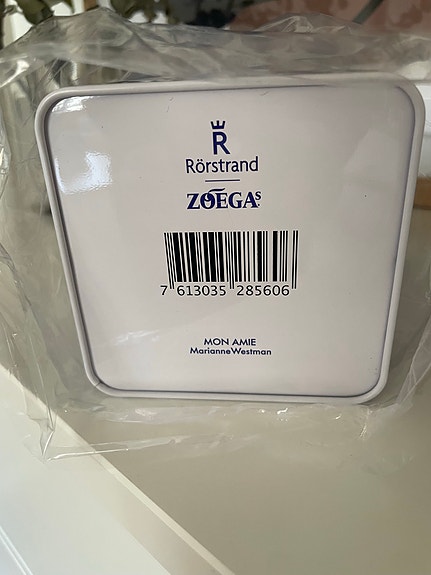 R
Rörstrand
ZOÉGAs
7 613035 285606
MON AMIE
MarianneWestman